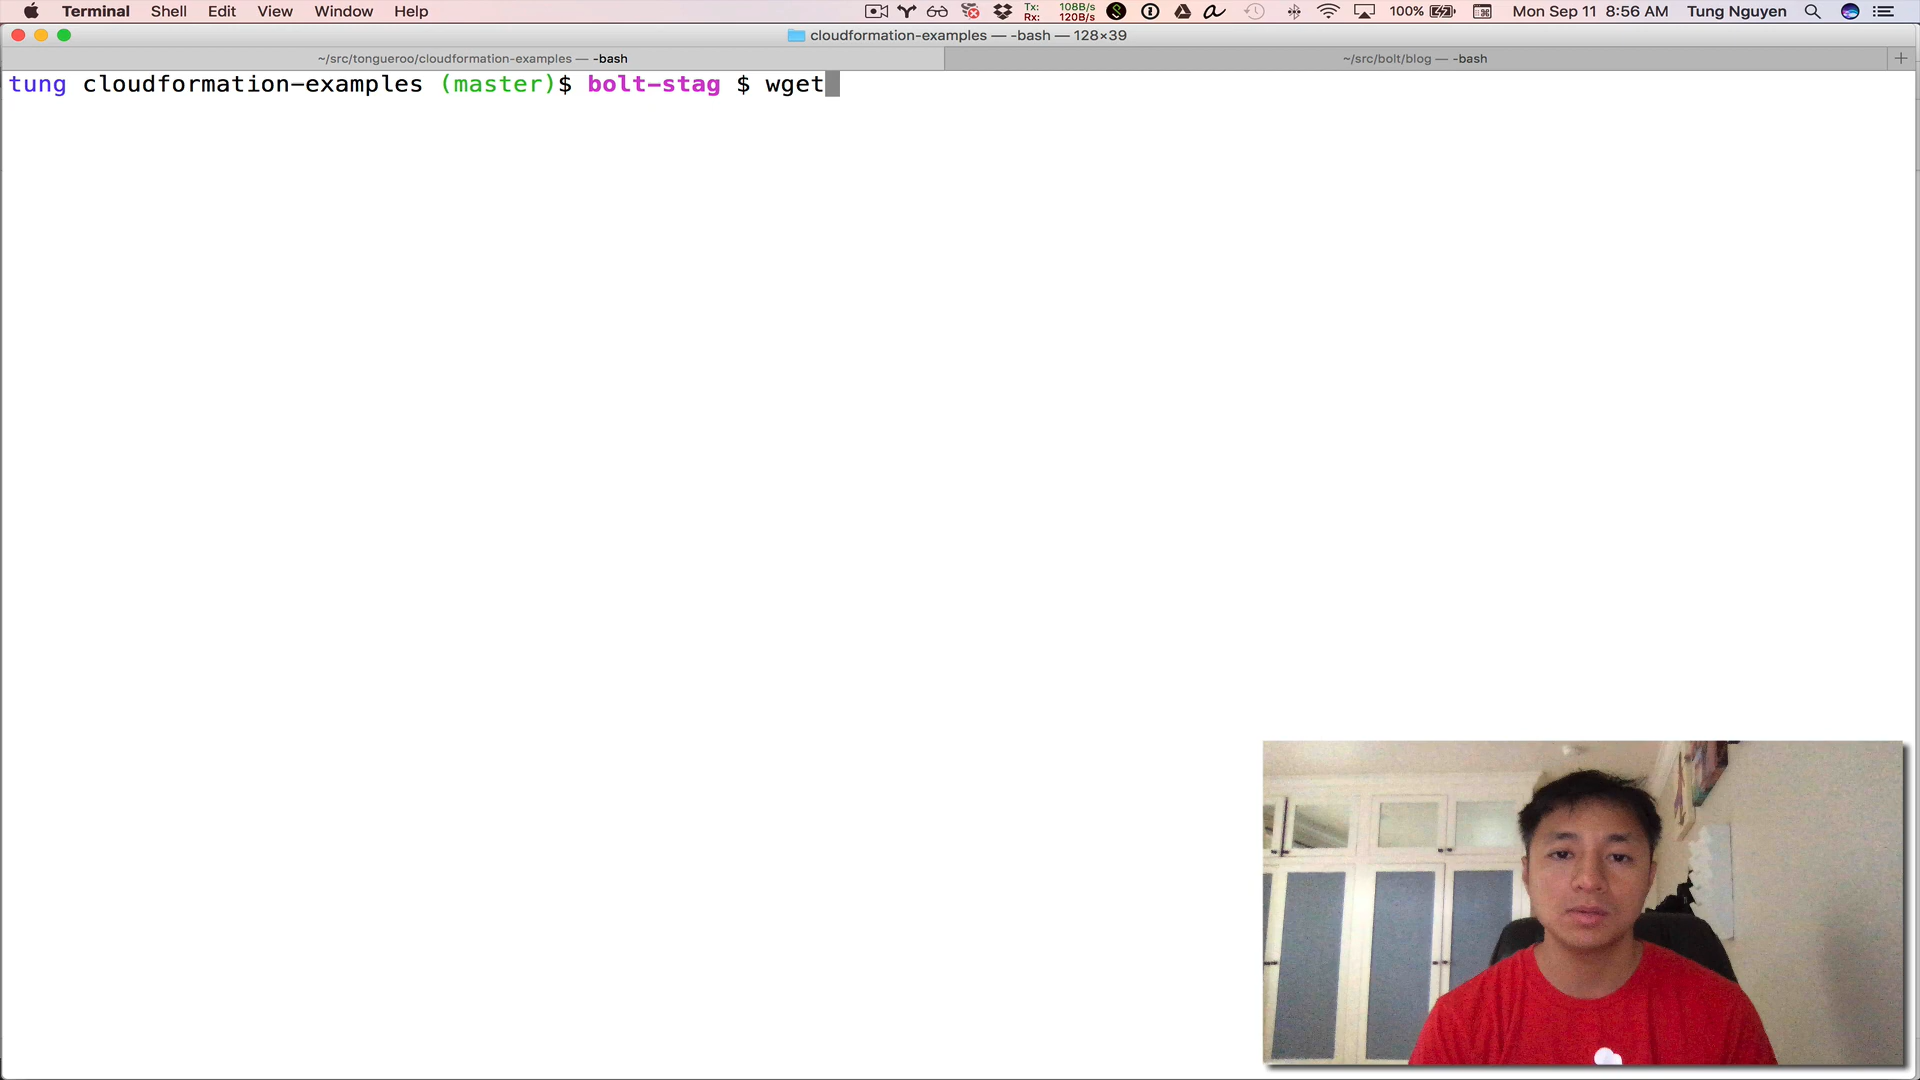 Terminal Shell Edit View Window Help Tx: 108B/s Rx: 120B/s 100% Mon Sep 11 8:56 AM Tung Nguyen
cloudformation-examples — -bash — 128×39
~/src/tongueroo/cloudformation-examples — -bash ~/src/bolt/blog — -bash
tung cloudformation-examples (master)$ bolt-stag $ wget